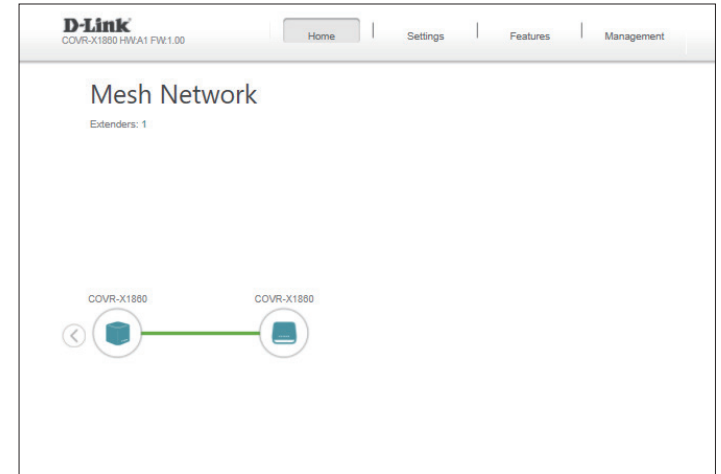 D-Link
COVR-X1860 HW:A1 FW:1.00
Home
Settings
Features
Management
Mesh Network
Extenders: 1
COVR-X1860
COVR-X1860